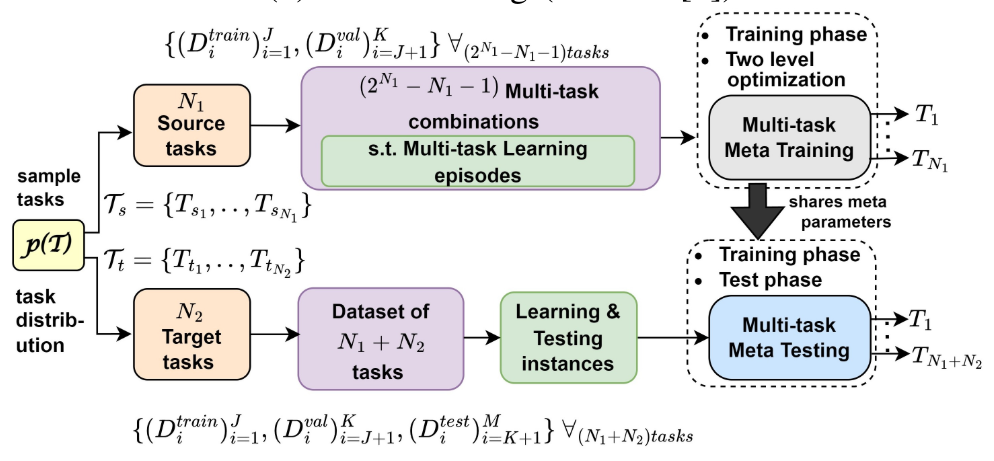 $\{(D_i^{train})_{i=1}^{J}, (D_i^{val})_{i=J+1}^{K}\} \ \forall_{(2^{N_1}-N_1-1)tasks}$
• Training phase
• Two level
optimization
$N_1$
Source
tasks
$(2^{N_1} - N_1 - 1)$ Multi-task
combinations
s.t. Multi-task Learning
episodes
Multi-task
Meta Training
$T_1$
$T_{N_1}$
sample
tasks
$\mathcal{T}_s = \{T_{s_1}, .., T_{s_{N_1}}\}$
shares meta
parameters
$p(\mathcal{T})$
$\mathcal{T}_t = \{T_{t_1}, .., T_{t_{N_2}}\}$
• Training phase
• Test phase
task
distrib-
ution
$N_2$
Target
tasks
Dataset of
$N_1 + N_2$
tasks
Learning &
Testing
instances
Multi-task
Meta Testing
$T_1$
$T_{N_1+N_2}$
$\{(D_i^{train})_{i=1}^{J}, (D_i^{val})_{i=J+1}^{K}, (D_i^{test})_{i=K+1}^{M}\} \ \forall_{(N_1+N_2)tasks}$